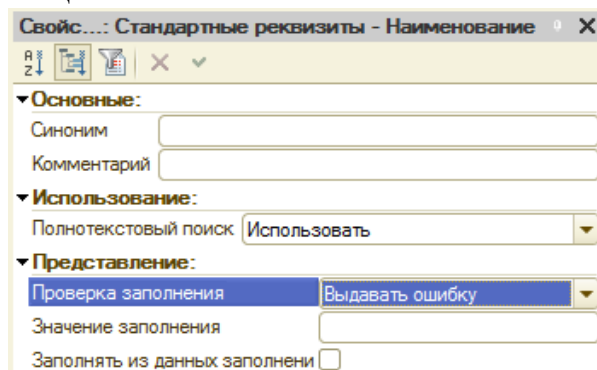 Свойс...: Стандартные реквизиты - Наименование
Основные:
Синоним
Комментарий
Использование:
Полнотекстовый поиск Использовать
Представление:
Проверка заполнения Выдавать ошибку
Значение заполнения
Заполнять из данных заполнени